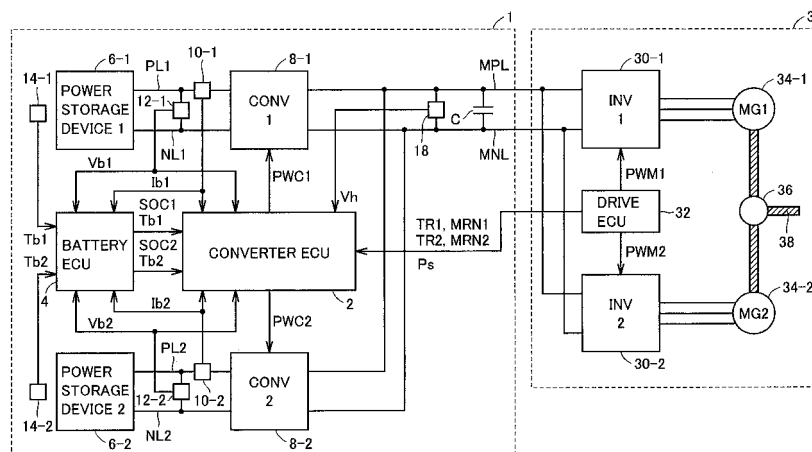 1
3
6-1
10-1
8-1
30-1
34-1
14-1
PL1
12-1
MPL
POWER
STORAGE
DEVICE 1
CONV
1
INV
1
MG1
C
18
NL1
MNL
Vb1
Ib1
PWC1
Vh
PWM1
36
SOC1
Tb1
SOC2
Tb2
Tb1
Tb2
BATTERY
ECU
CONVERTER ECU
TR1, MRN1
TR2, MRN2
Ps
DRIVE
ECU
32
38
4
2
Ib2
Vb2
PWC2
PWM2
34-2
PL2
POWER
STORAGE
DEVICE 2
12-2
CONV
2
INV
2
MG2
14-2
NL2
10-2
6-2
8-2
30-2